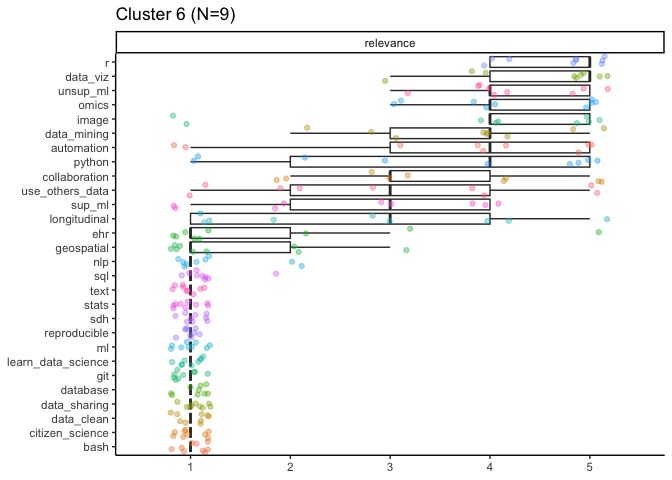 Cluster 6 (N=9)
relevance
r
data_viz
unsup_ml
omics
image
data_mining
automation
python
collaboration
use_others_data
sup_ml
longitudinal
ehr
geospatial
nlp
sql
text
stats
sdh
reproducible
ml
learn_data_science
git
database
data_sharing
data_clean
citizen_science
bash
1 2 3 4 5